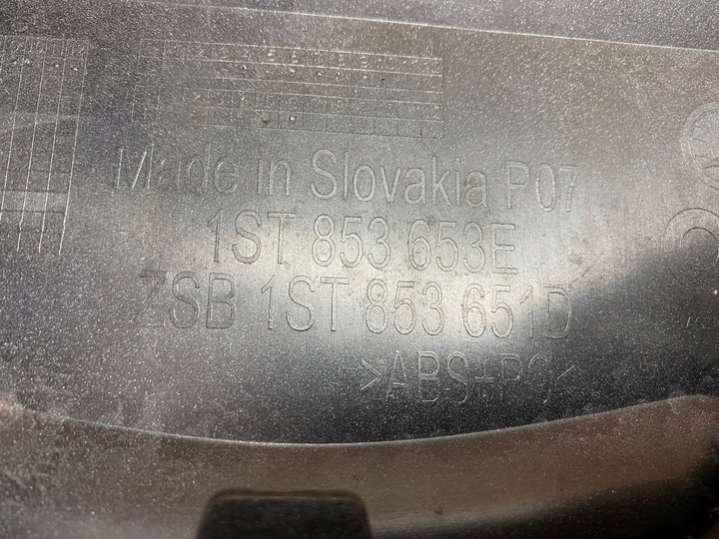 Made in Slovakia P07
1ST 853 653E
ZSB 1ST 853 651D
>ABS+PC<